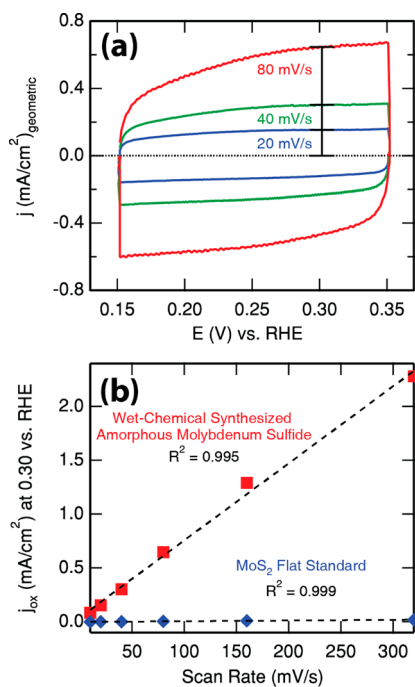 (a)
0.8
0.4
0.0
-0.4
-0.8
j (mA/cm²)geometric
80 mV/s
40 mV/s
20 mV/s
0.15
0.20
0.25
0.30
0.35
E (V) vs. RHE
(b)
2.0
1.5
1.0
0.5
0.0
jox (mA/cm²) at 0.30 vs. RHE
Wet-Chemical Synthesized
Amorphous Molybdenum Sulfide
R² = 0.995
MoS₂ Flat Standard
R² = 0.999
50
100
150
200
250
300
Scan Rate (mV/s)